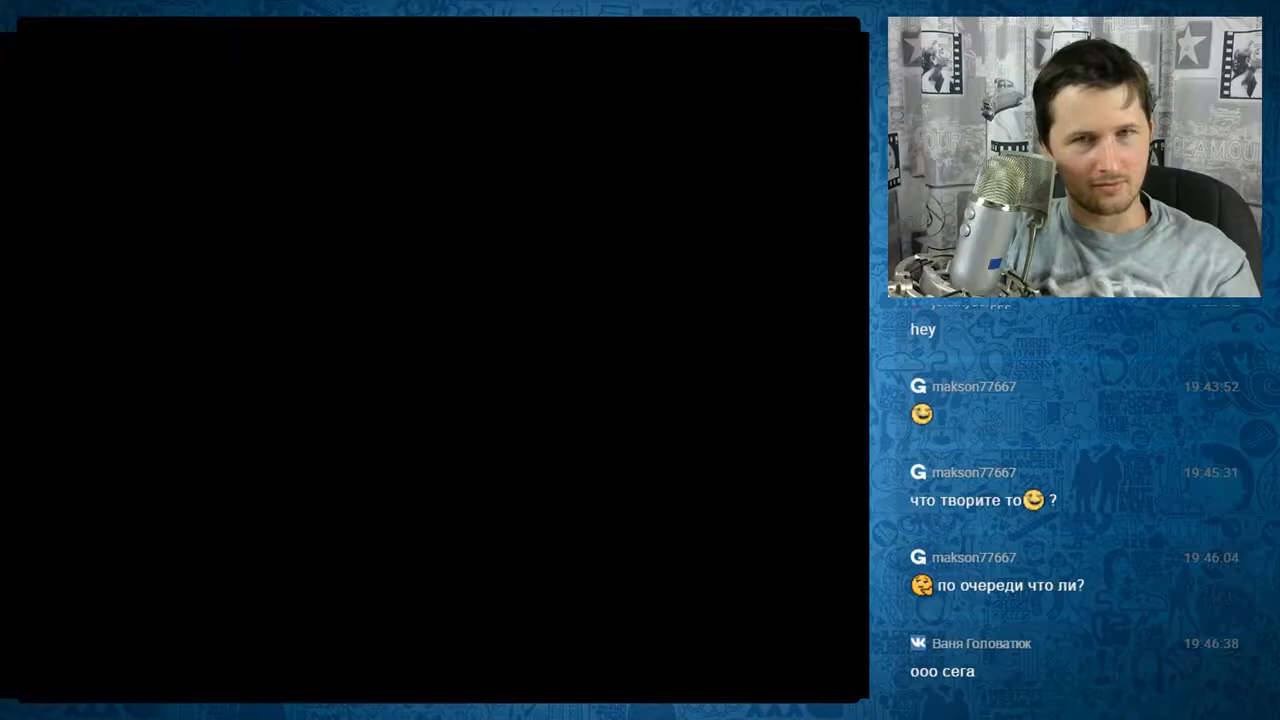 hey
makson77667 19:43:52
makson77667 19:45:31
что творите то ?
makson77667 19:46:04
по очереди что ли?
Ваня Головатюк 19:46:38
ооо сега